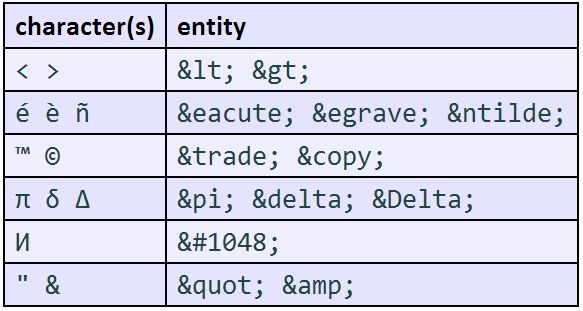 character(s) entity
< > &lt; &gt;
é è ñ &eacute; &egrave; &ntilde;
™ © &trade; &copy;
π δ Δ &pi; &delta; &Delta;
И &#1048;
" & &quot; &amp;